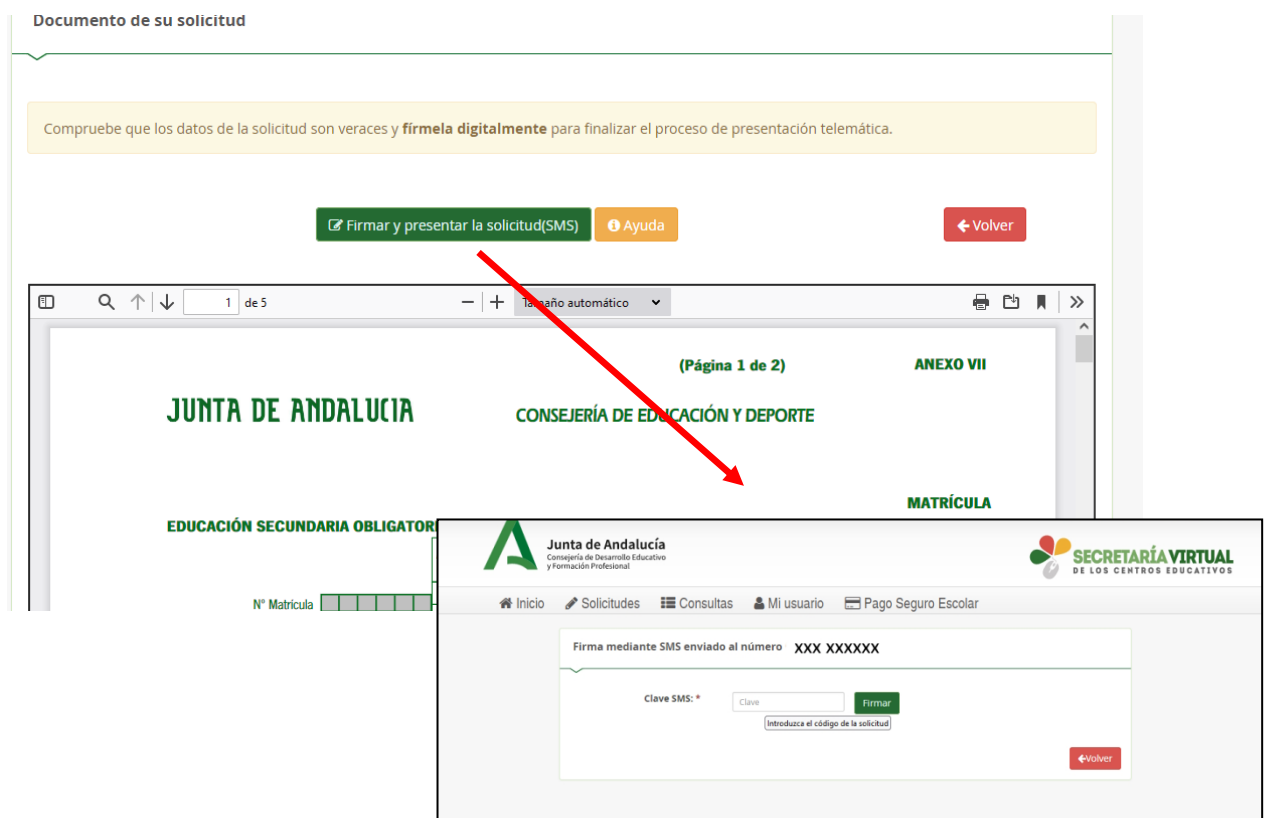 Documento de su solicitud
Compruebe que los datos de la solicitud son veraces y fírmela digitalmente para finalizar el proceso de presentación telemática.
Firmar y presentar la solicitud(SMS) Ayuda Volver
1 de 5 Tamaño automático
(Página 1 de 2) ANEXO VII
JUNTA DE ANDALUCIA CONSEJERÍA DE EDUCACIÓN Y DEPORTE
MATRÍCULA
EDUCACIÓN SECUNDARIA OBLIGATOR
Nº Matricula
Junta de Andalucía
Consejería de Desarrollo Educativo
y Formación Profesional
SECRETARÍA VIRTUAL
DE LOS CENTROS EDUCATIVOS
Inicio Solicitudes Consultas Mi usuario Pago Seguro Escolar
Firma mediante SMS enviado al número XXX XXXXXX
Clave SMS: * Clave Firmar
Introduzca el código de la solicitud
Volver